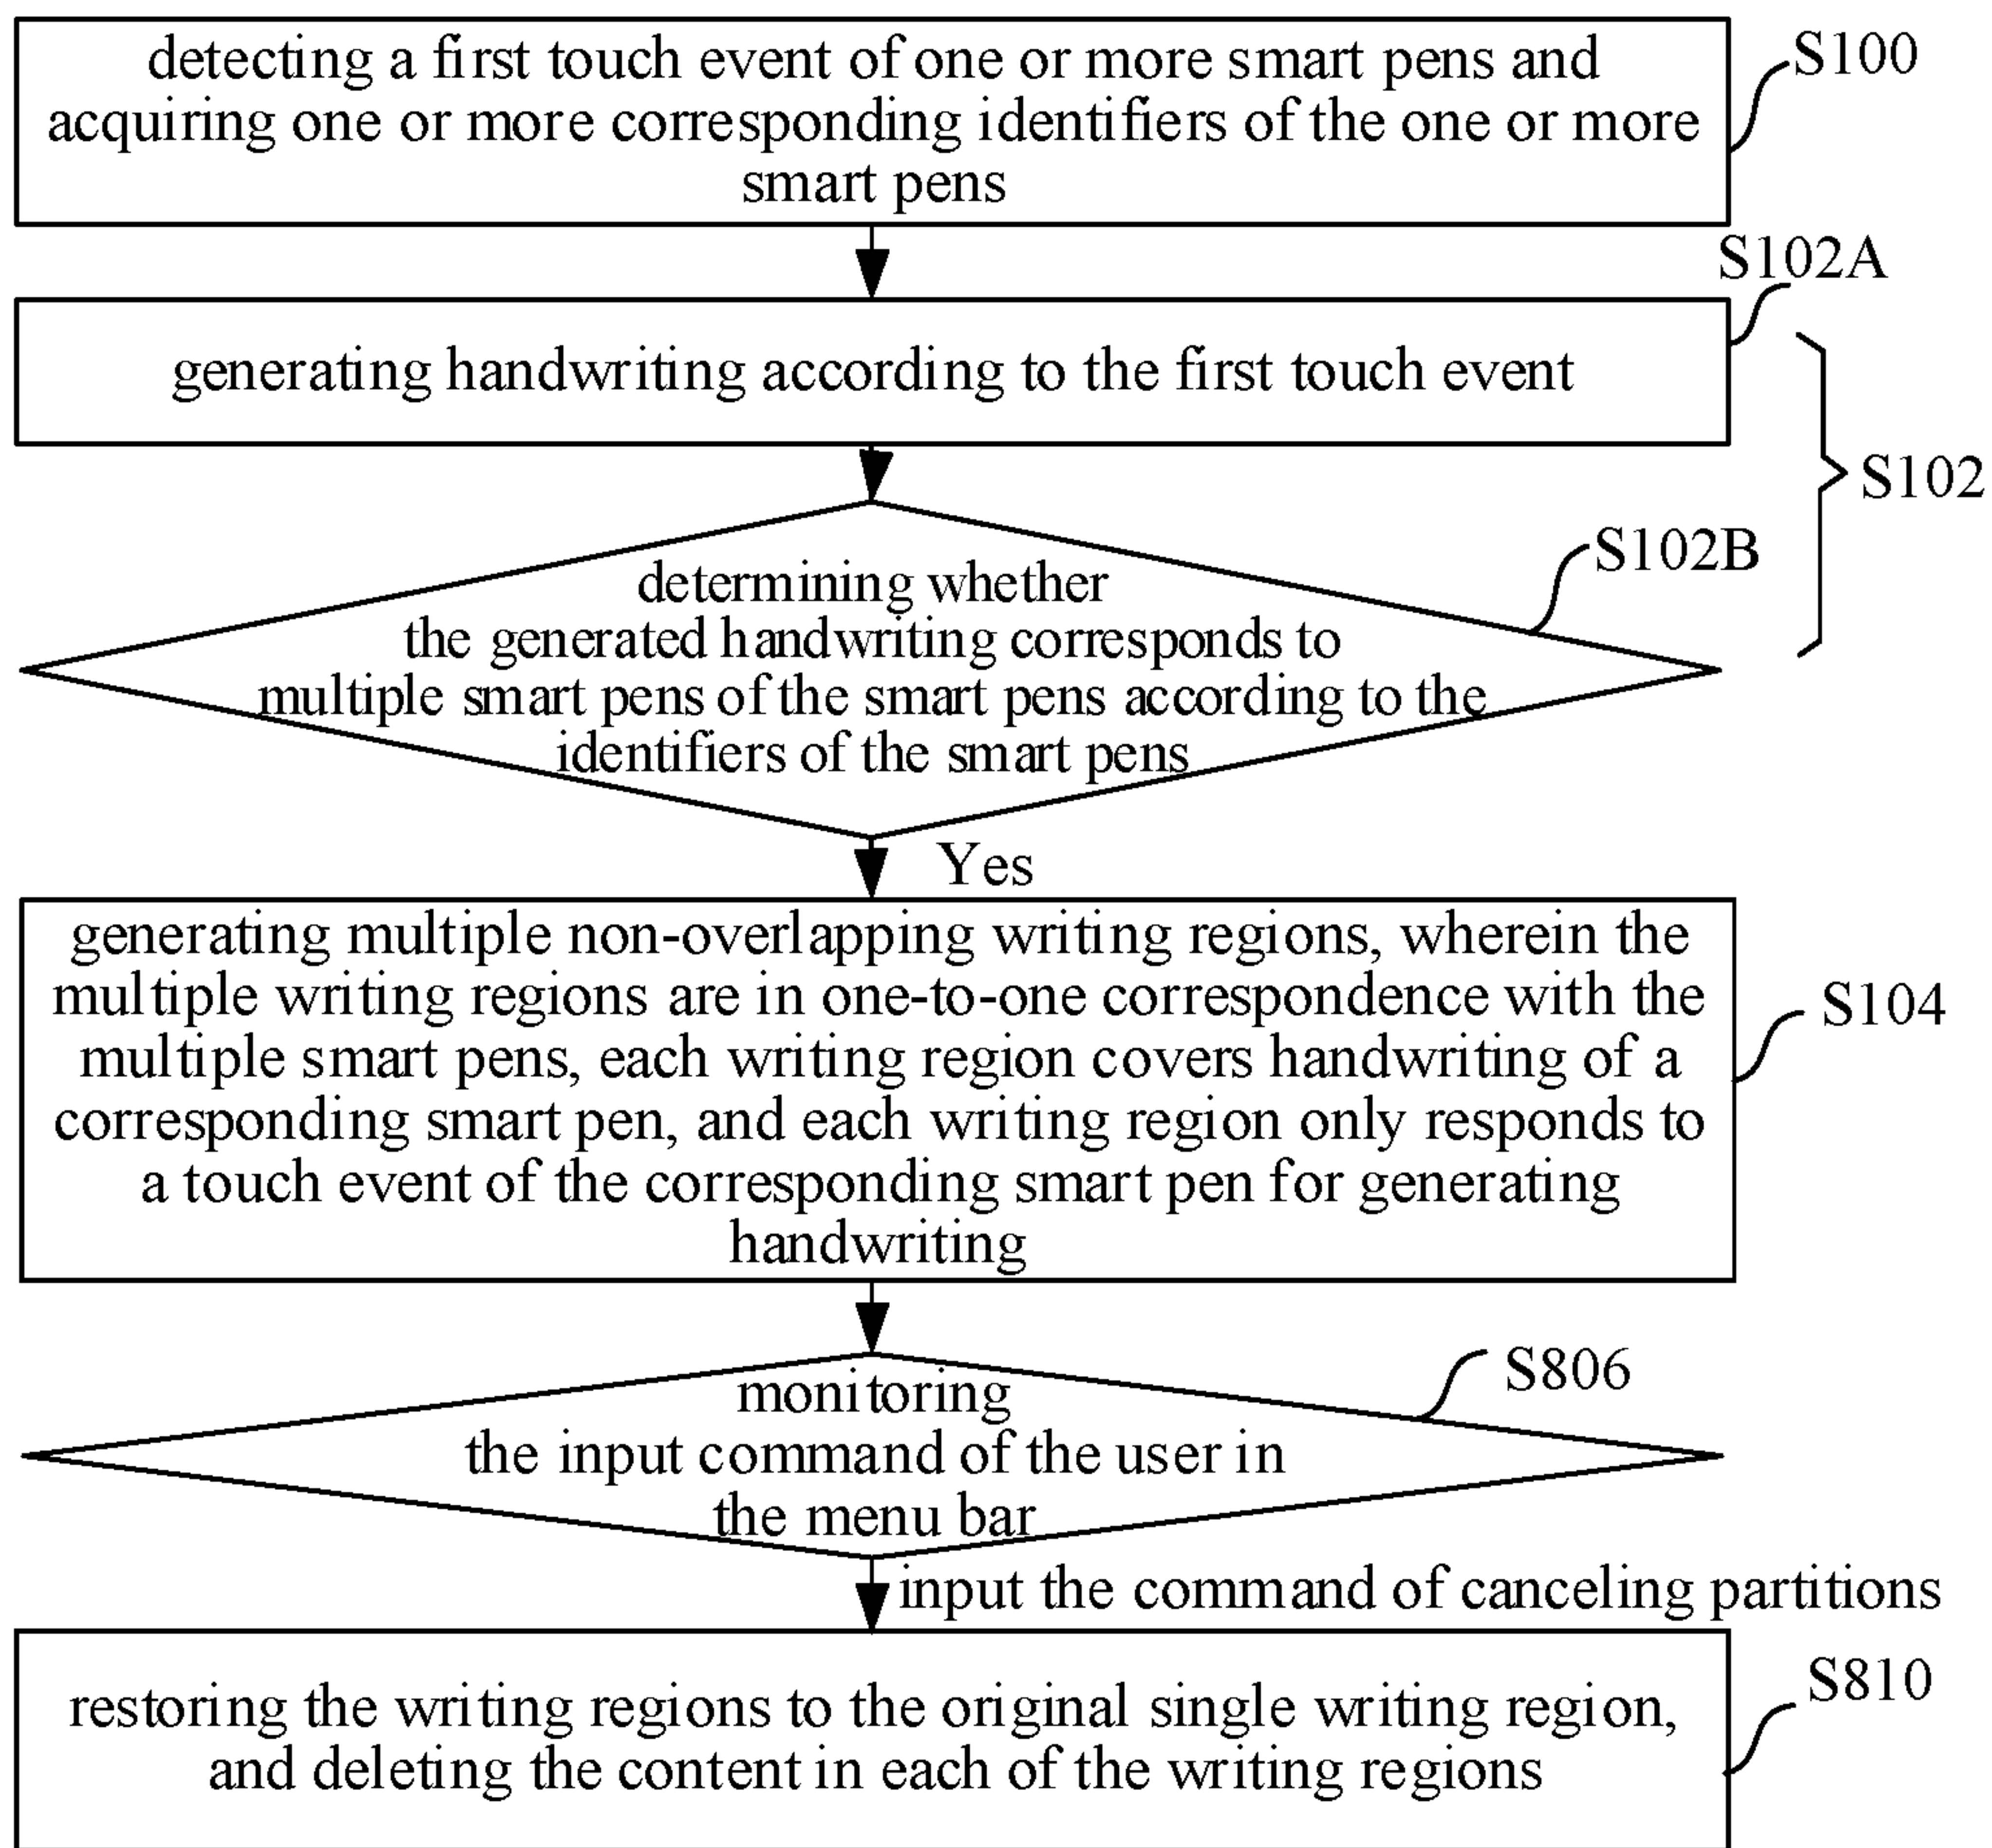 detecting a first touch event of one or more smart pens and
acquiring one or more corresponding identifiers of the one or more
smart pens
S100
S102A
generating handwriting according to the first touch event
S102
S102B
determining whether
the generated handwriting corresponds to
multiple smart pens of the smart pens according to the
identifiers of the smart pens
Yes
generating multiple non-overlapping writing regions, wherein the
multiple writing regions are in one-to-one correspondence with the
multiple smart pens, each writing region covers handwriting of a
corresponding smart pen, and each writing region only responds to
a touch event of the corresponding smart pen for generating
handwriting
S104
S806
monitoring
the input command of the user in
the menu bar
input the command of canceling partitions
restoring the writing regions to the original single writing region,
and deleting the content in each of the writing regions
S810